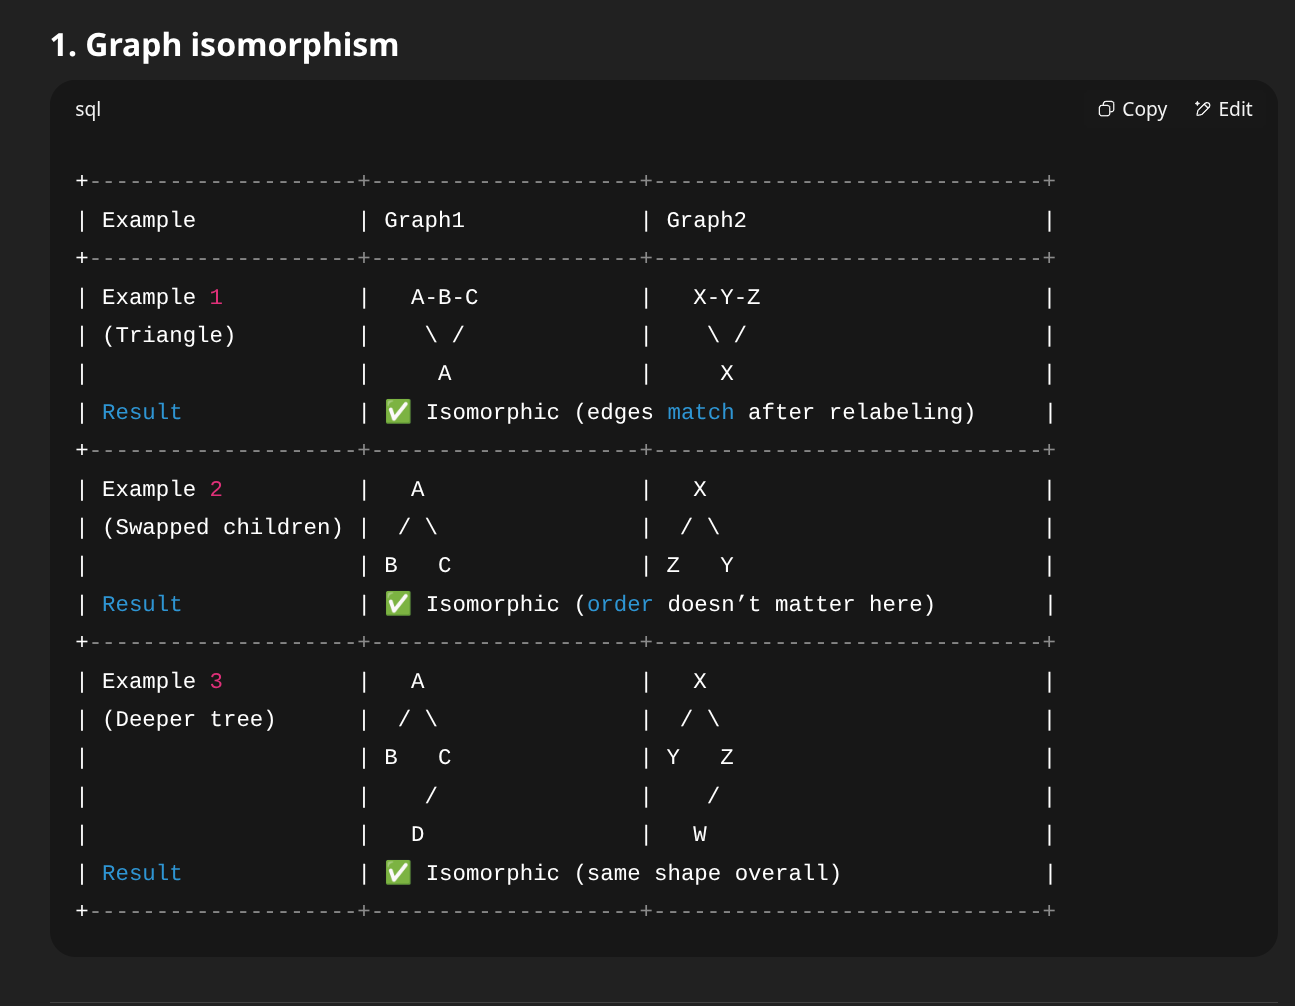 1. Graph isomorphism
sql Copy Edit
+--------------------+--------------------+-----------------------------+
| Example            | Graph1             | Graph2                      |
+--------------------+--------------------+-----------------------------+
| Example 1          |   A-B-C            |   X-Y-Z                     |
| (Triangle)         |    \ /             |    \ /                      |
|                    |     A              |     X                       |
| Result             | ✅ Isomorphic (edges match after relabeling)     |
+--------------------+--------------------+-----------------------------+
| Example 2          |   A                |   X                         |
| (Swapped children) |  / \               |  / \                        |
|                    | B   C              | Z   Y                       |
| Result             | ✅ Isomorphic (order doesn’t matter here)        |
+--------------------+--------------------+-----------------------------+
| Example 3          |   A                |   X                         |
| (Deeper tree)      |  / \               |  / \                        |
|                    | B   C              | Y   Z                       |
|                    |    /               |    /                        |
|                    |   D                |   W                         |
| Result             | ✅ Isomorphic (same shape overall)               |
+--------------------+--------------------+-----------------------------+